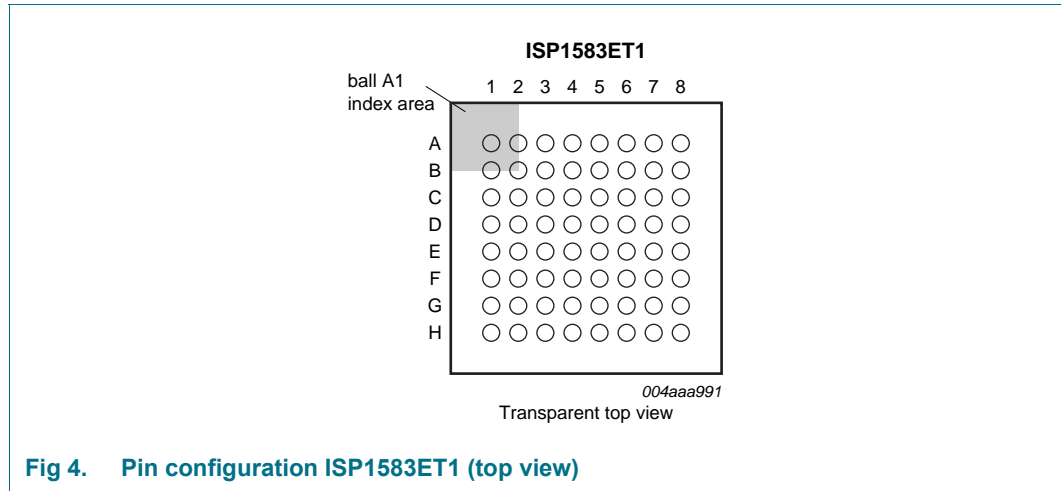 ISP1583ET1
ball A1
index area
1 2 3 4 5 6 7 8
A
B
C
D
E
F
G
H
004aaa991
Transparent top view
Fig 4. Pin configuration ISP1583ET1 (top view)